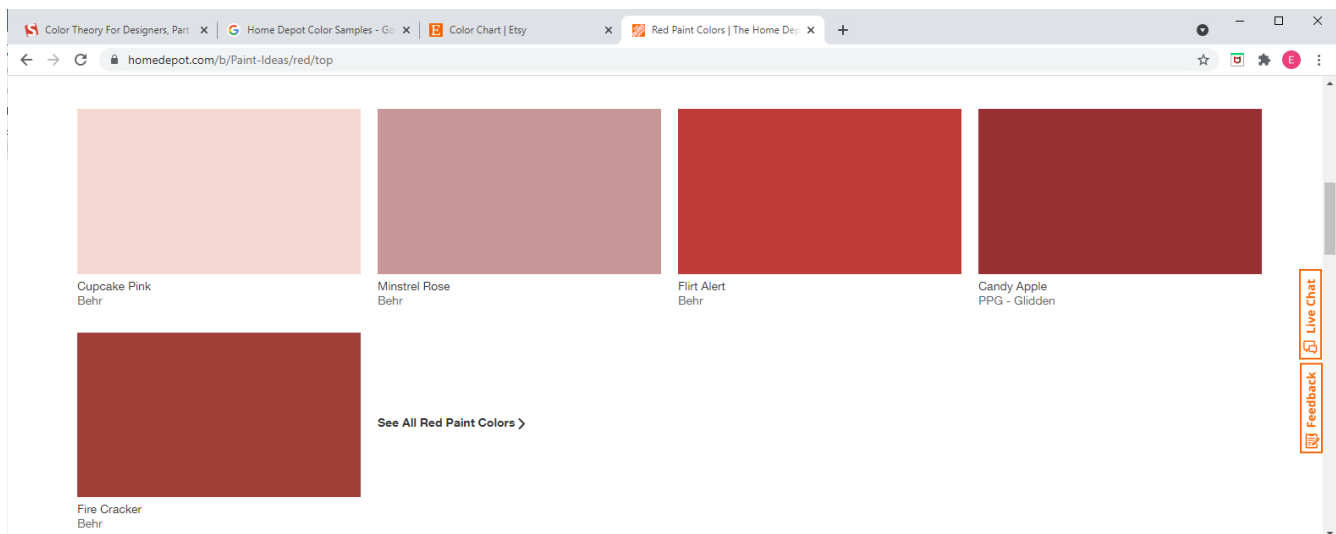 Color Theory For Designers, Part
Home Depot Color Samples - Go
Color Chart | Etsy
Red Paint Colors | The Home Dep
homedepot.com/b/Paint-Ideas/red/top
E
Cupcake Pink
Behr
Minstrel Rose
Behr
Flirt Alert
Behr
Candy Apple
PPG - Glidden
Live Chat
Feedback
Fire Cracker
Behr
See All Red Paint Colors